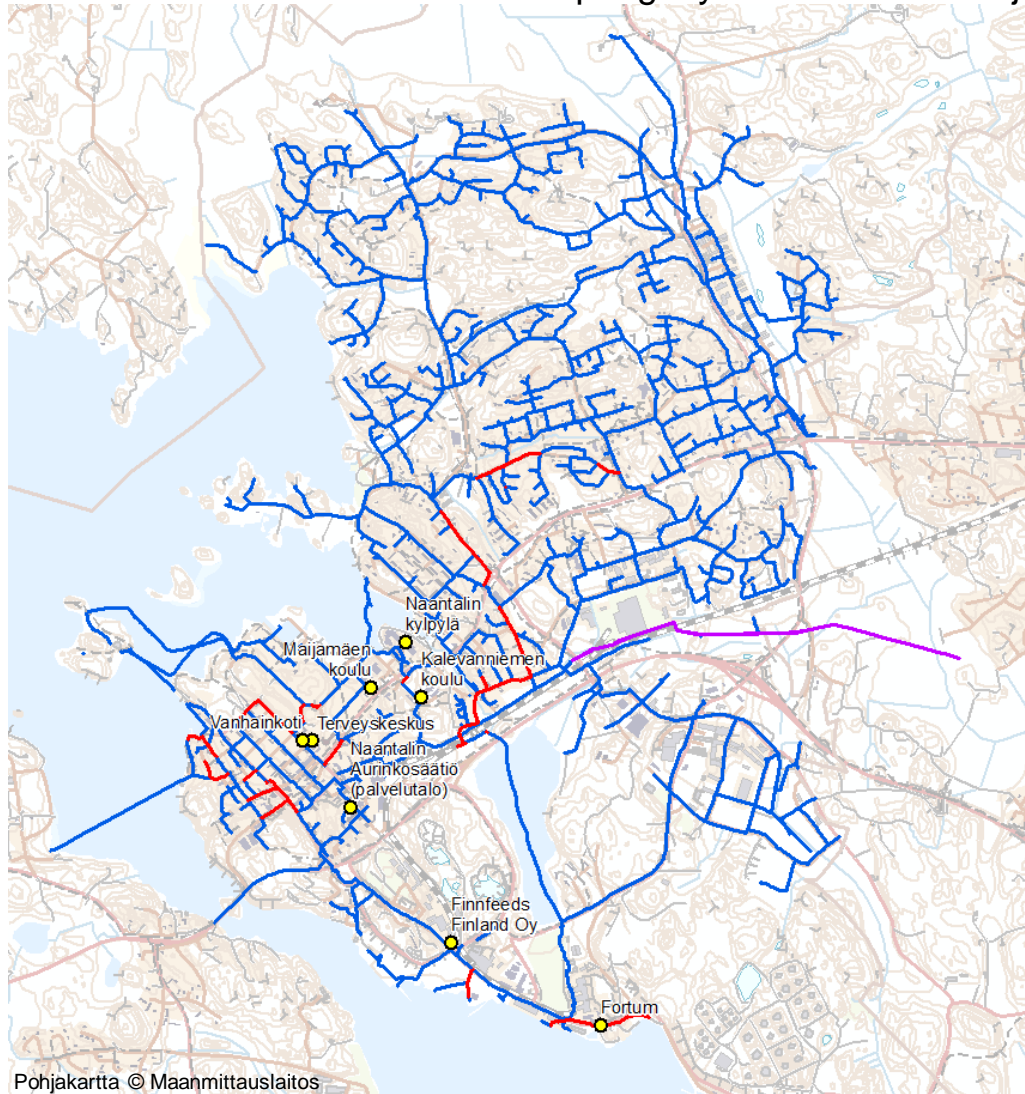 Naantalin
kylpylä
Maijamäen
koulu
Kalevanniemen
koulu
Vanhainkoti
Terveyskeskus
Naantalin
Aurinkosäätiö
(palvelutalo)
Finnfeeds
Finland Oy
Fortum
Pohjakartta © Maanmittauslaitos